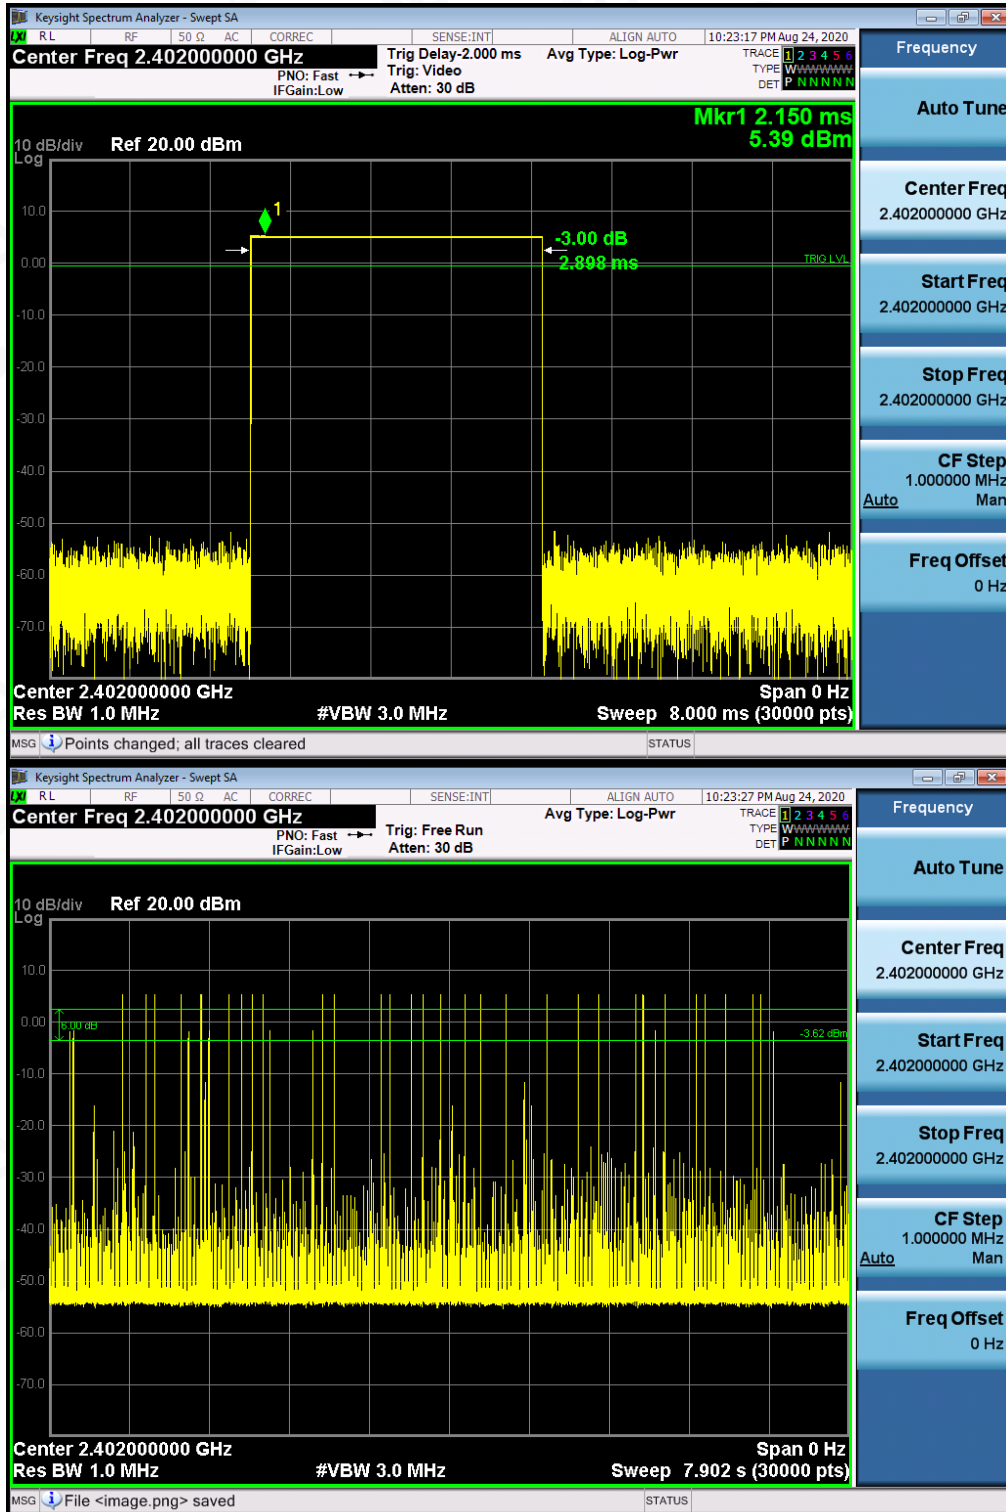 Keysight Spectrum Analyzer - Swept SA
LXI RL RF 50 Ω AC CORREC SENSE:INT ALIGN AUTO 10:23:17 PM Aug 24, 2020
Center Freq 2.402000000 GHz
PNO: Fast
IFGain:Low
Trig Delay-2.000 ms
Trig: Video
Atten: 30 dB
Avg Type: Log-Pwr
TRACE 1 2 3 4 5 6
TYPE WWWWWWW
DET P N N N N N
Mkr1 2.150 ms
5.39 dBm
10 dB/div Ref 20.00 dBm
Log
10.0
1
-3.00 dB
2.898 ms
0.00
TRIG LVL
-10.0
-20.0
-30.0
-40.0
-50.0
-60.0
-70.0
Center 2.402000000 GHz Span 0 Hz
Res BW 1.0 MHz #VBW 3.0 MHz Sweep 8.000 ms (30000 pts)
MSG Points changed; all traces cleared STATUS
Frequency
Auto Tune
Center Freq
2.402000000 GHz
Start Freq
2.402000000 GHz
Stop Freq
2.402000000 GHz
CF Step
1.000000 MHz
Auto Man
Freq Offset
0 Hz
Keysight Spectrum Analyzer - Swept SA
LXI RL RF 50 Ω AC CORREC SENSE:INT ALIGN AUTO 10:23:27 PM Aug 24, 2020
Center Freq 2.402000000 GHz
PNO: Fast
IFGain:Low
Trig: Free Run
Atten: 30 dB
Avg Type: Log-Pwr
TRACE 1 2 3 4 5 6
TYPE WWWWWWW
DET P N N N N N
10 dB/div Ref 20.00 dBm
Log
10.0
0.00
6.00 dB
-3.62 dBm
-10.0
-20.0
-30.0
-40.0
-50.0
-60.0
-70.0
Center 2.402000000 GHz Span 0 Hz
Res BW 1.0 MHz #VBW 3.0 MHz Sweep 7.902 s (30000 pts)
MSG File <image.png> saved STATUS
Frequency
Auto Tune
Center Freq
2.402000000 GHz
Start Freq
2.402000000 GHz
Stop Freq
2.402000000 GHz
CF Step
1.000000 MHz
Auto Man
Freq Offset
0 Hz